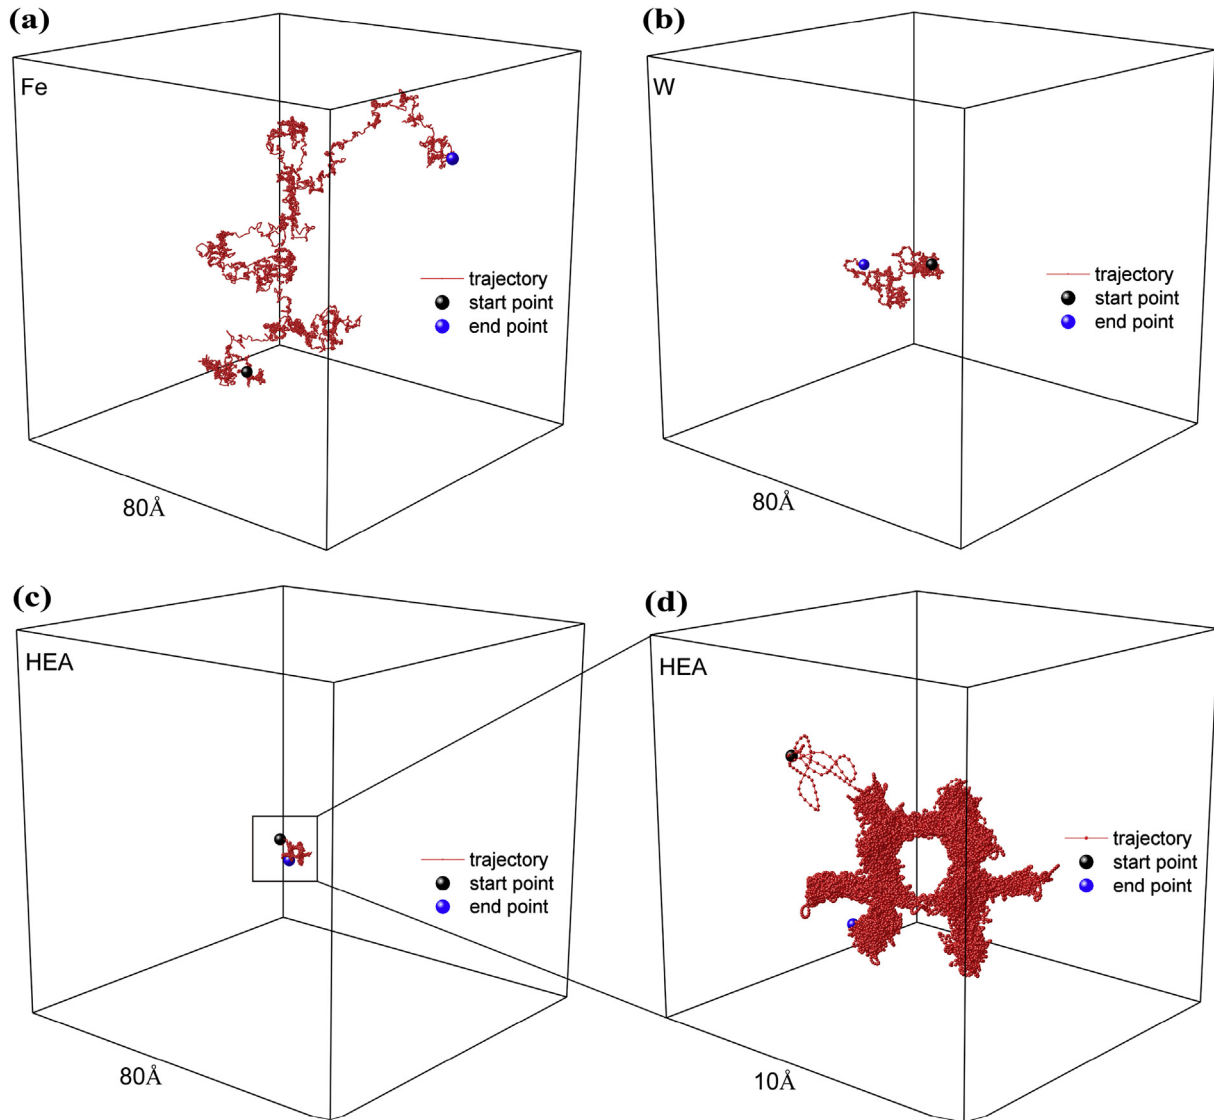 (a)
Fe
trajectory
start point
end point
80Å
(b)
W
trajectory
start point
end point
80Å
(c)
HEA
trajectory
start point
end point
80Å
(d)
HEA
trajectory
start point
end point
10Å